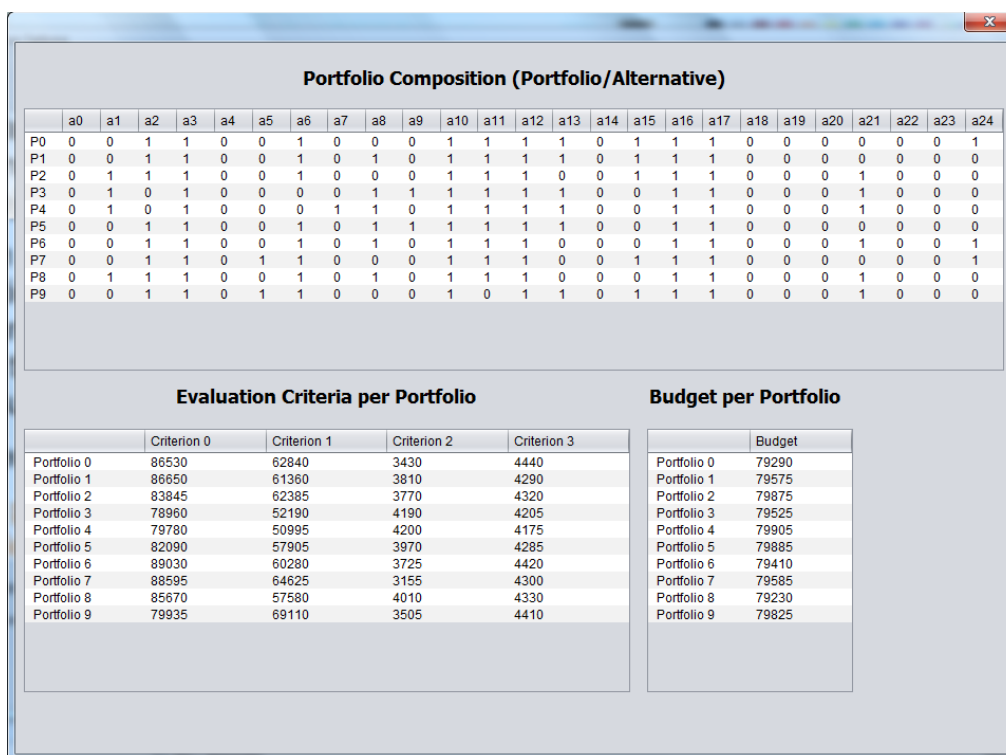 Portfolio Composition (Portfolio/Alternative)
a0 a1 a2 a3 a4 a5 a6 a7 a8 a9 a10 a11 a12 a13 a14 a15 a16 a17 a18 a19 a20 a21 a22 a23 a24
P0 0 0 1 1 0 0 1 0 0 0 1 1 1 1 0 1 1 1 0 0 0 0 0 0 1
P1 0 0 1 1 0 0 1 0 1 0 1 1 1 1 0 1 1 1 0 0 0 0 0 0 0
P2 0 1 1 1 0 0 1 0 0 0 1 1 1 0 0 1 1 1 0 0 0 1 0 0 0
P3 0 1 0 1 0 0 0 0 1 1 1 1 1 1 0 0 1 1 0 0 0 1 0 0 0
P4 0 1 0 1 0 0 0 1 1 0 1 1 1 1 0 0 1 1 0 0 0 1 0 0 0
P5 0 0 1 1 0 0 1 0 1 1 1 1 1 1 0 0 1 1 0 0 0 0 0 0 0
P6 0 0 1 1 0 0 1 0 1 0 1 1 1 0 0 0 1 1 0 0 0 1 0 0 1
P7 0 0 1 1 0 1 1 0 0 0 1 1 1 0 0 1 1 1 0 0 0 0 0 0 1
P8 0 1 1 1 0 0 1 0 1 0 1 1 1 0 0 0 1 1 0 0 0 1 0 0 0
P9 0 0 1 1 0 1 1 0 0 0 1 0 1 1 0 1 1 1 0 0 0 1 0 0 0
Evaluation Criteria per Portfolio
Criterion 0 Criterion 1 Criterion 2 Criterion 3
Portfolio 0 86530 62840 3430 4440
Portfolio 1 86650 61360 3810 4290
Portfolio 2 83845 62385 3770 4320
Portfolio 3 78960 52190 4190 4205
Portfolio 4 79780 50995 4200 4175
Portfolio 5 82090 57905 3970 4285
Portfolio 6 89030 60280 3725 4420
Portfolio 7 88595 64625 3155 4300
Portfolio 8 85670 57580 4010 4330
Portfolio 9 79935 69110 3505 4410
Budget per Portfolio
Budget
Portfolio 0 79290
Portfolio 1 79575
Portfolio 2 79875
Portfolio 3 79525
Portfolio 4 79905
Portfolio 5 79885
Portfolio 6 79410
Portfolio 7 79585
Portfolio 8 79230
Portfolio 9 79825